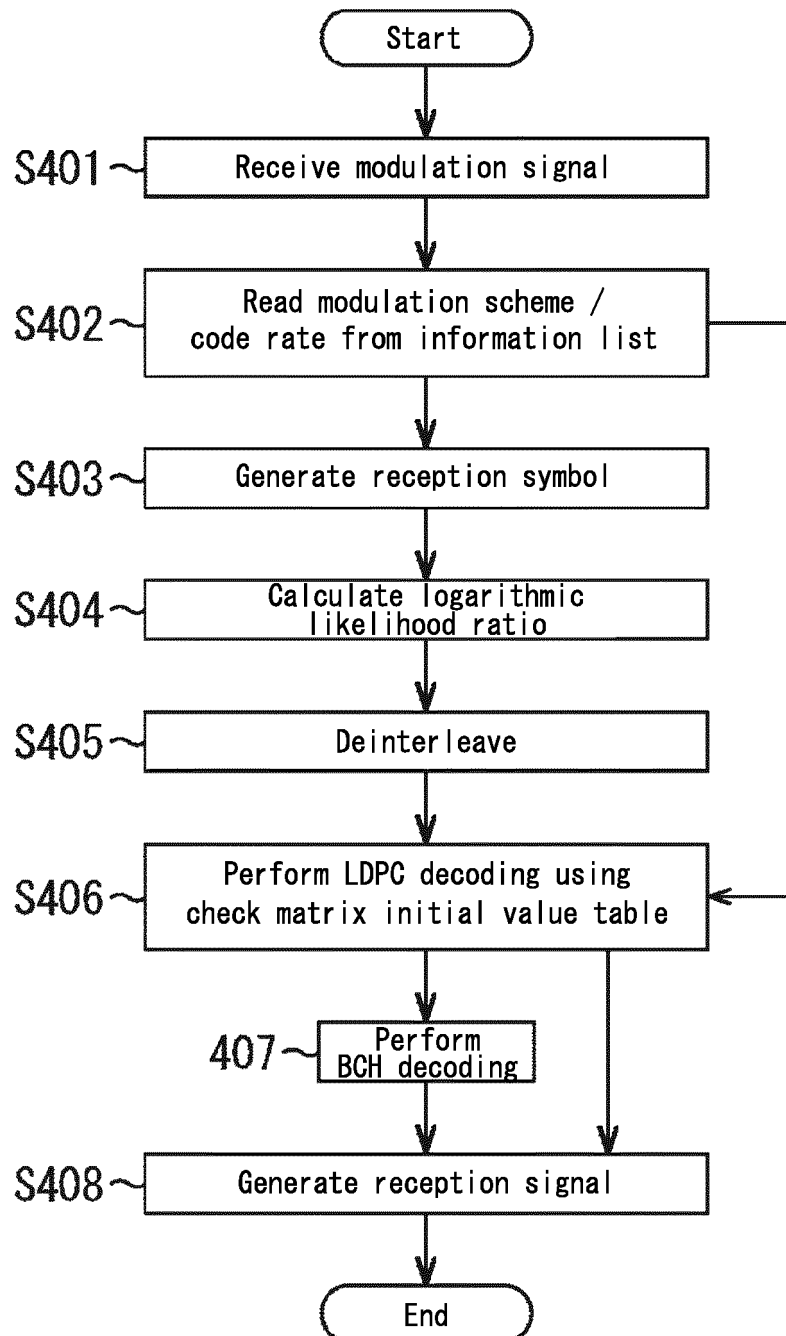 Start
S401
Receive modulation signal
S402
Read modulation scheme /
code rate from information list
S403
Generate reception symbol
S404
Calculate logarithmic
likelihood ratio
S405
Deinterleave
S406
Perform LDPC decoding using
check matrix initial value table
407
Perform
BCH decoding
S408
Generate reception signal
End